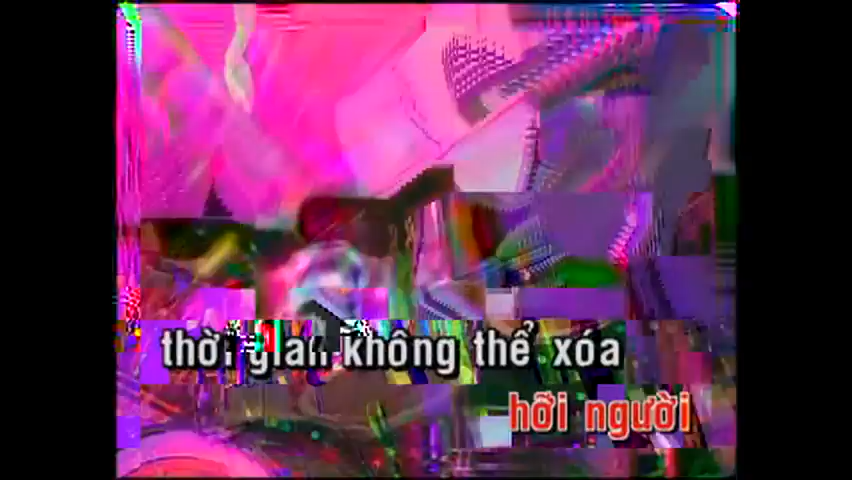 thời gian không thể xóa
hỡi người